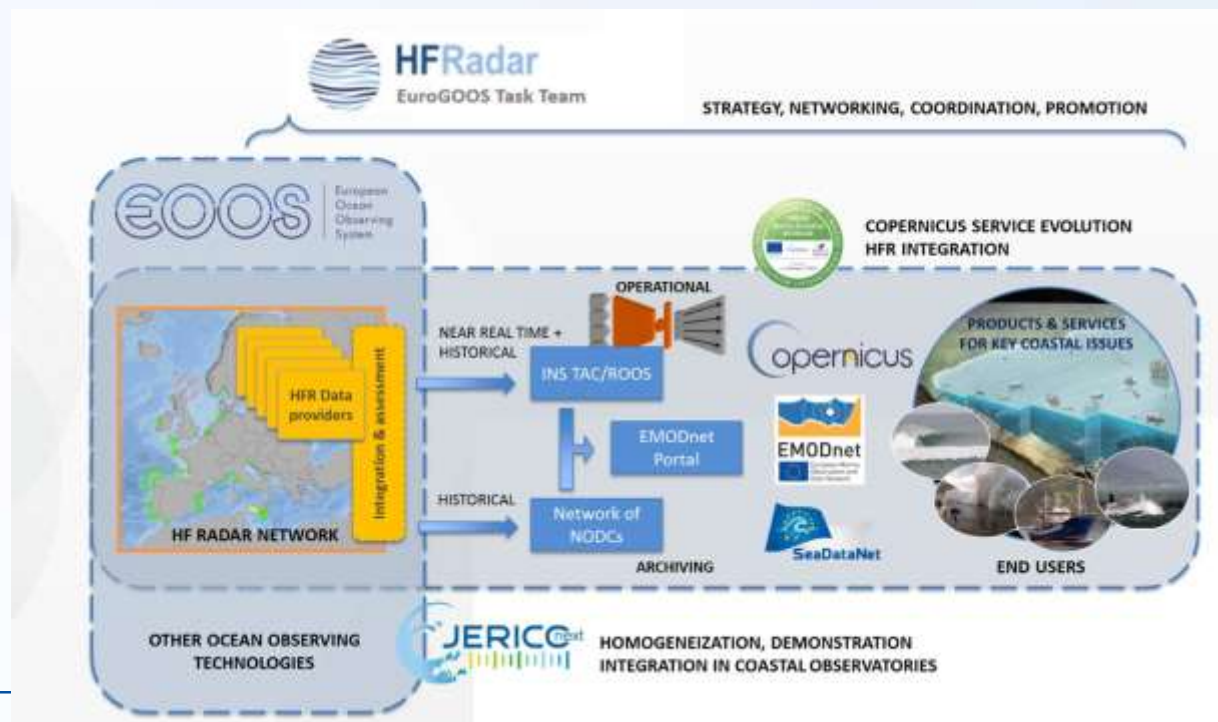 HFRadar
EuroGOOS Task Team
STRATEGY, NETWORKING, COORDINATION, PROMOTION
EOOS
European
Ocean
Observing
System
COPERNICUS SERVICE EVOLUTION
HFR INTEGRATION
OPERATIONAL
NEAR REAL TIME +
HISTORICAL
INS TAC/ROOS
Copernicus
PRODUCTS & SERVICES
FOR KEY COASTAL ISSUES
HFR Data
providers
Integration & assessment
EMODnet
Portal
EMODnet
HISTORICAL
Network of
NODCs
HF RADAR NETWORK
ARCHIVING
SeaDataNet
END USERS
OTHER OCEAN OBSERVING
TECHNOLOGIES
JERICO next
HOMOGENEIZATION, DEMONSTRATION
INTEGRATION IN COASTAL OBSERVATORIES